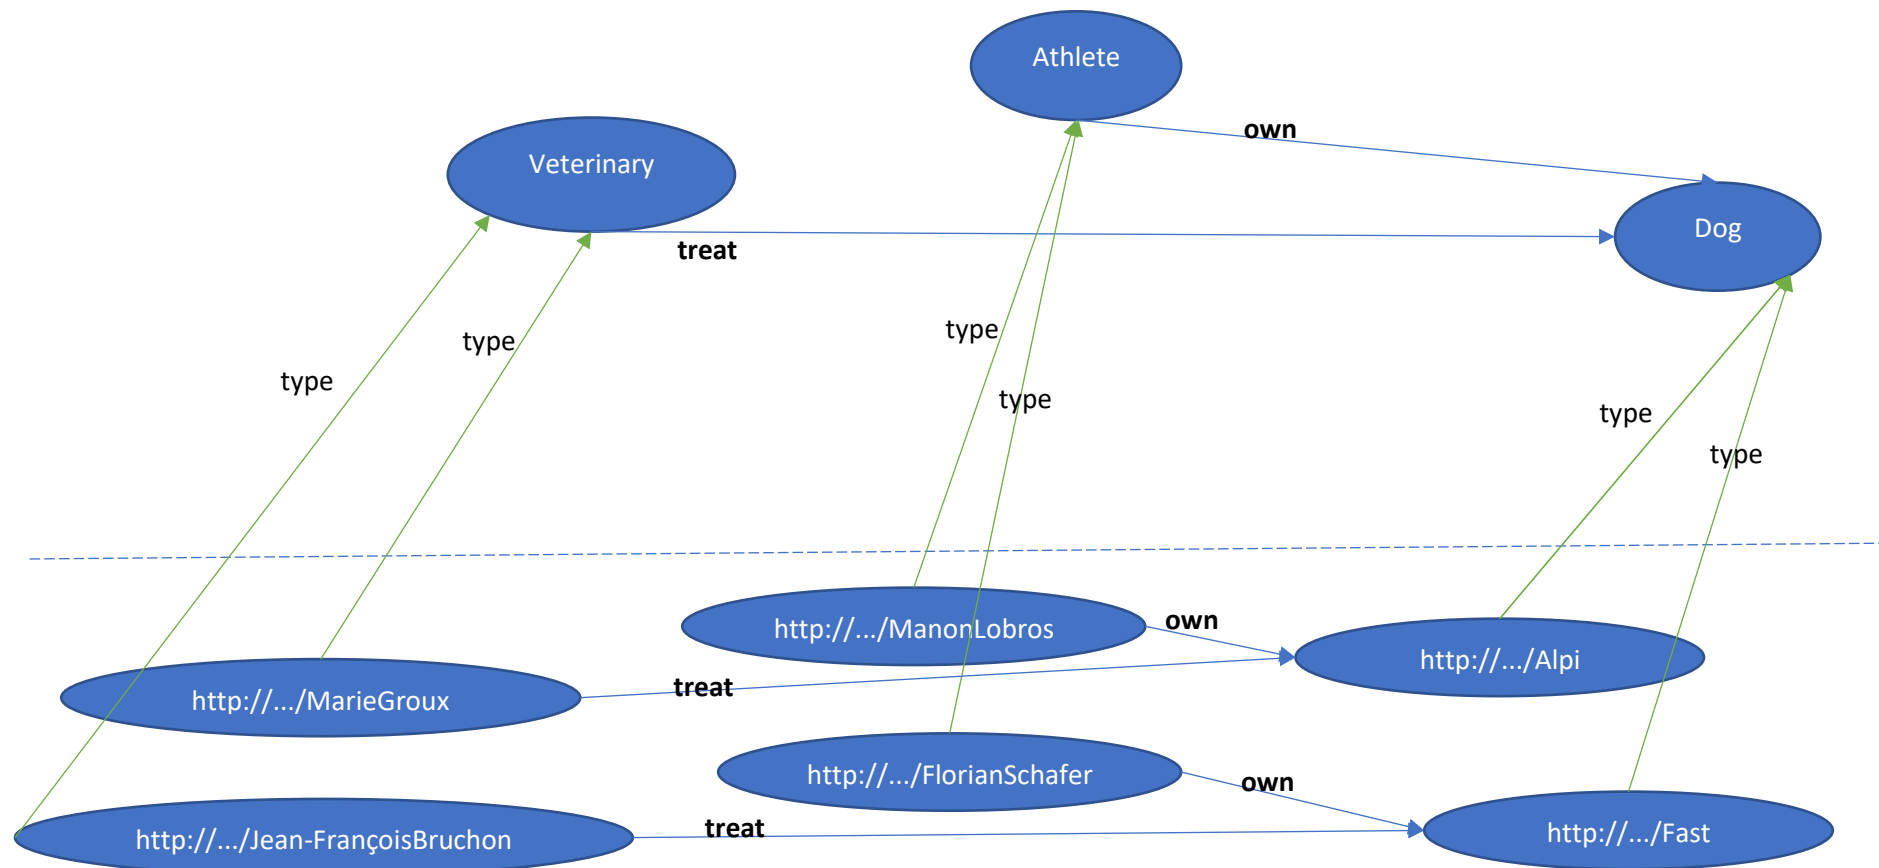 Athlete
own
Veterinary
Dog
treat
type
type
type
type
type
type
http://.../ManonLobros
own
http://.../Alpi
http://.../MarieGroux
treat
http://.../FlorianSchafer
own
http://.../Jean-FrançoisBruchon
treat
http://.../Fast